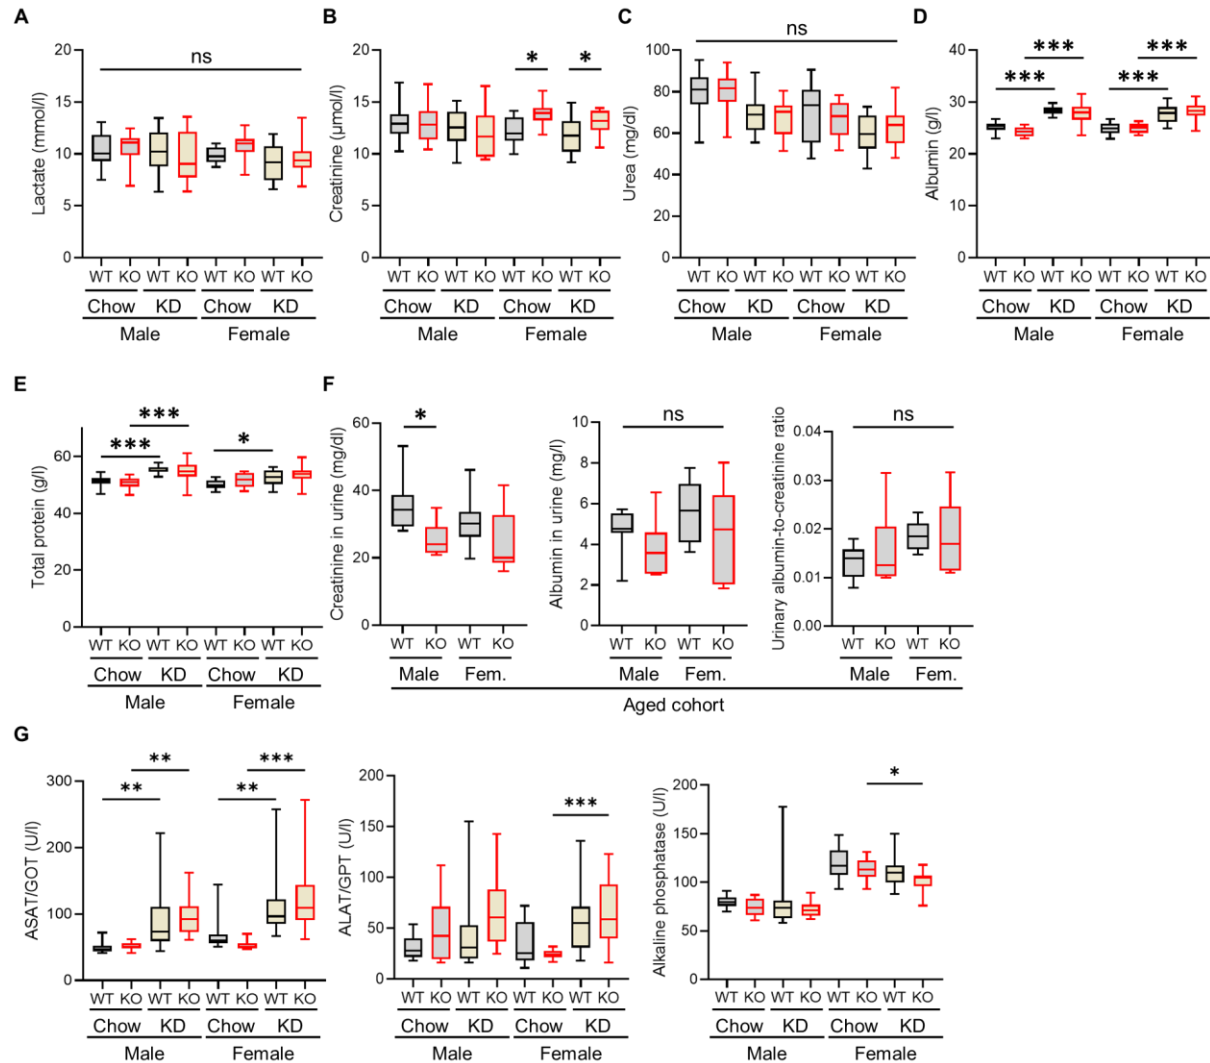 A
B
C
D
ns
* *
ns
*** ***
*** ***
20
15
10
5
0
Lactate (mmol/l)
WT KO WT KO WT KO WT KO
Chow KD Chow KD
Male Female
20
15
10
5
0
Creatinine (µmol/l)
WT KO WT KO WT KO WT KO
Chow KD Chow KD
Male Female
100
80
60
40
20
0
Urea (mg/dl)
WT KO WT KO WT KO WT KO
Chow KD Chow KD
Male Female
40
30
20
10
0
Albumin (g/l)
WT KO WT KO WT KO WT KO
Chow KD Chow KD
Male Female
E
***
*** *
60
40
20
0
Total protein (g/l)
WT KO WT KO WT KO WT KO
Chow KD Chow KD
Male Female
F
*
60
40
20
0
Creatinine in urine (mg/dl)
WT KO WT KO
Male Fem.
ns
10
8
6
4
2
0
Albumin in urine (mg/l)
WT KO WT KO
Male Fem.
ns
0.04
0.03
0.02
0.01
0.00
Urinary albumin-to-creatinine ratio
WT KO WT KO
Male Fem.
Aged cohort
G
** ***
** **
300
200
100
0
ASAT/GOT (U/l)
WT KO WT KO WT KO WT KO
Chow KD Chow KD
Male Female
***
200
150
100
50
0
ALAT/GPT (U/l)
WT KO WT KO WT KO WT KO
Chow KD Chow KD
Male Female
*
200
150
100
50
0
Alkaline phosphatase (U/l)
WT KO WT KO WT KO WT KO
Chow KD Chow KD
Male Female